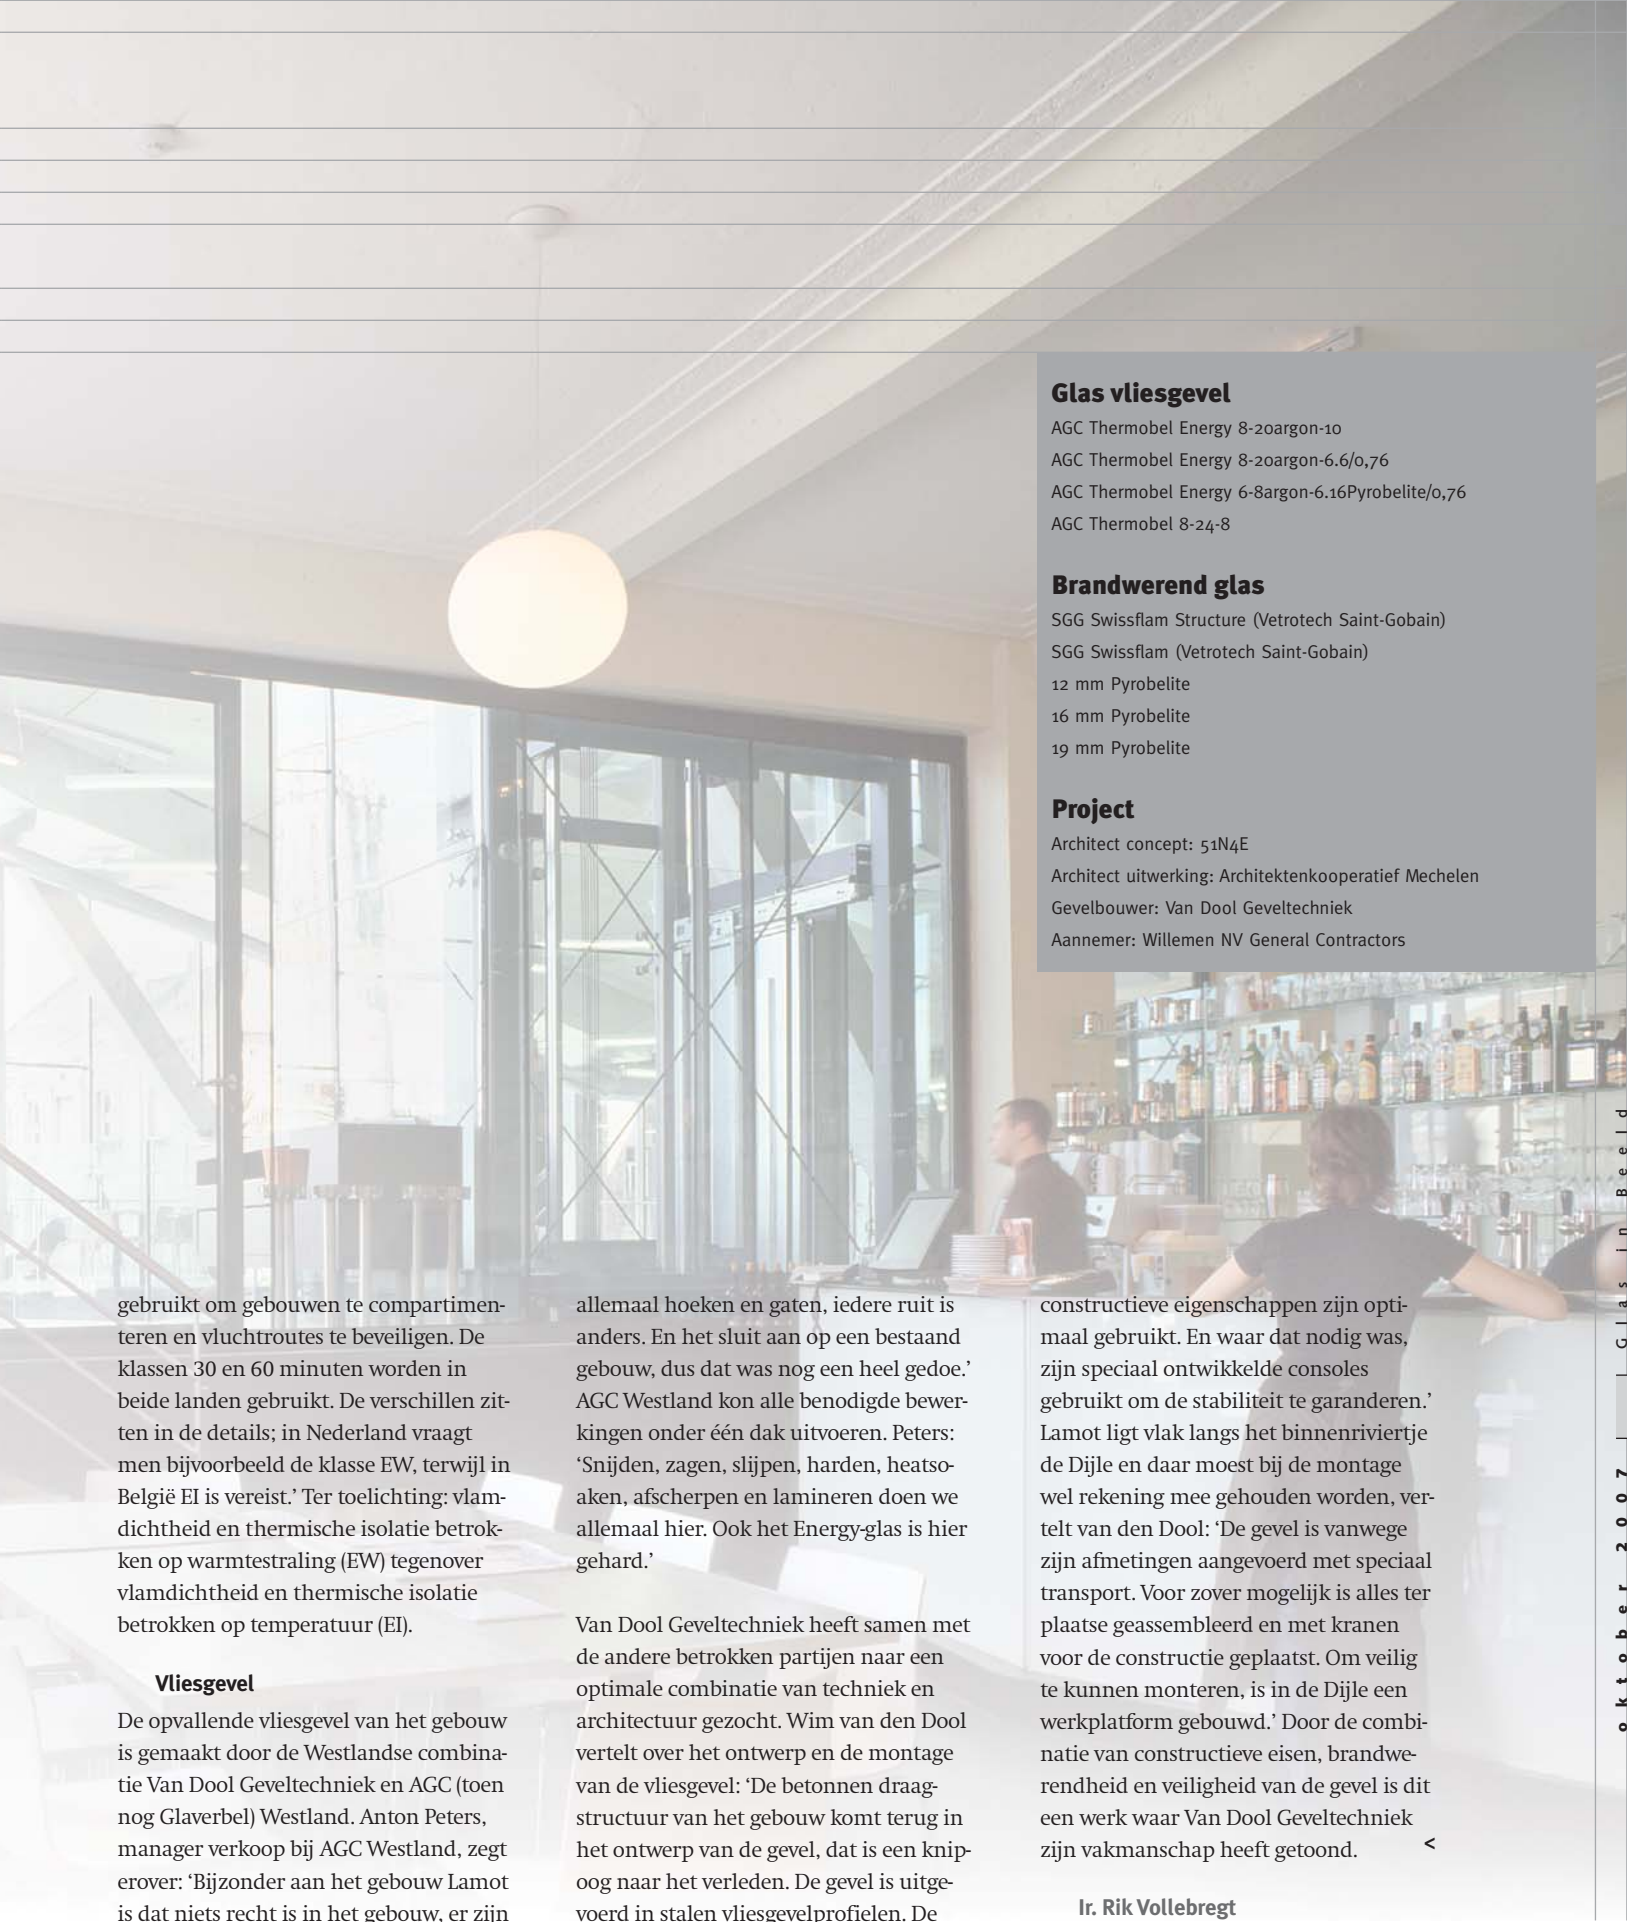 Glas vliesgevel
AGC Thermobel Energy 8-20argon-10
AGC Thermobel Energy 8-20argon-6.6/0,76
AGC Thermobel Energy 6-8argon-6.16Pyrobelite/0,76
AGC Thermobel 8-24-8
Brandwerend glas
SGG Swissflam Structure (Vetrotech Saint-Gobain)
SGG Swissflam (Vetrotech Saint-Gobain)
12 mm Pyrobelite
16 mm Pyrobelite
19 mm Pyrobelite
Project
Architect concept: 51N4E
Architect uitwerking: Architektenkooperatief Mechelen
Gevelbouwer: Van Dool Geveltechniek
Aannemer: Willemen NV General Contractors
gebruikt om gebouwen te compartimen-
teren en vluchtroutes te beveiligen. De
klassen 30 en 60 minuten worden in
beide landen gebruikt. De verschillen zit-
ten in de details; in Nederland vraagt
men bijvoorbeeld de klasse EW, terwijl in
België EI is vereist.’ Ter toelichting: vlam-
dichtheid en thermische isolatie betrok-
ken op warmtestraling (EW) tegenover
vlamdichtheid en thermische isolatie
betrokken op temperatuur (EI).
Vliesgevel
De opvallende vliesgevel van het gebouw
is gemaakt door de Westlandse combina-
tie Van Dool Geveltechniek en AGC (toen
nog Glaverbel) Westland. Anton Peters,
manager verkoop bij AGC Westland, zegt
erover: ‘Bijzonder aan het gebouw Lamot
is dat niets recht is in het gebouw, er zijn
allemaal hoeken en gaten, iedere ruit is
anders. En het sluit aan op een bestaand
gebouw, dus dat was nog een heel gedoe.’
AGC Westland kon alle benodigde bewer-
kingen onder één dak uitvoeren. Peters:
‘Snijden, zagen, slijpen, harden, heatso-
aken, afscherpen en lamineren doen we
allemaal hier. Ook het Energy-glas is hier
gehard.’
Van Dool Geveltechniek heeft samen met
de andere betrokken partijen naar een
optimale combinatie van techniek en
architectuur gezocht. Wim van den Dool
vertelt over het ontwerp en de montage
van de vliesgevel: ‘De betonnen draag-
structuur van het gebouw komt terug in
het ontwerp van de gevel, dat is een knip-
oog naar het verleden. De gevel is uitge-
voerd in stalen vliesgevelprofielen. De
constructieve eigenschappen zijn opti-
maal gebruikt. En waar dat nodig was,
zijn speciaal ontwikkelde consoles
gebruikt om de stabiliteit te garanderen.’
Lamot ligt vlak langs het binnenriviertje
de Dijle en daar moest bij de montage
wel rekening mee gehouden worden, ver-
telt van den Dool: ‘De gevel is vanwege
zijn afmetingen aangevoerd met speciaal
transport. Voor zover mogelijk is alles ter
plaatse geassembleerd en met kranen
voor de constructie geplaatst. Om veilig
te kunnen monteren, is in de Dijle een
werkplatform gebouwd.’ Door de combi-
natie van constructieve eisen, brandwe-
rendheid en veiligheid van de gevel is dit
een werk waar Van Dool Geveltechniek
zijn vakmanschap heeft getoond. <
Ir. Rik Vollebregt
oktober 2007 | | Glas in Beeld